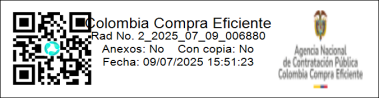 Colombia Compra Eficiente
Rad No. 2_2025_07_09_006880
Anexos: No Con copia: No
Fecha: 09/07/2025 15:51:23
Agencia Nacional
de Contratación Pública
Colombia Compra Eficiente